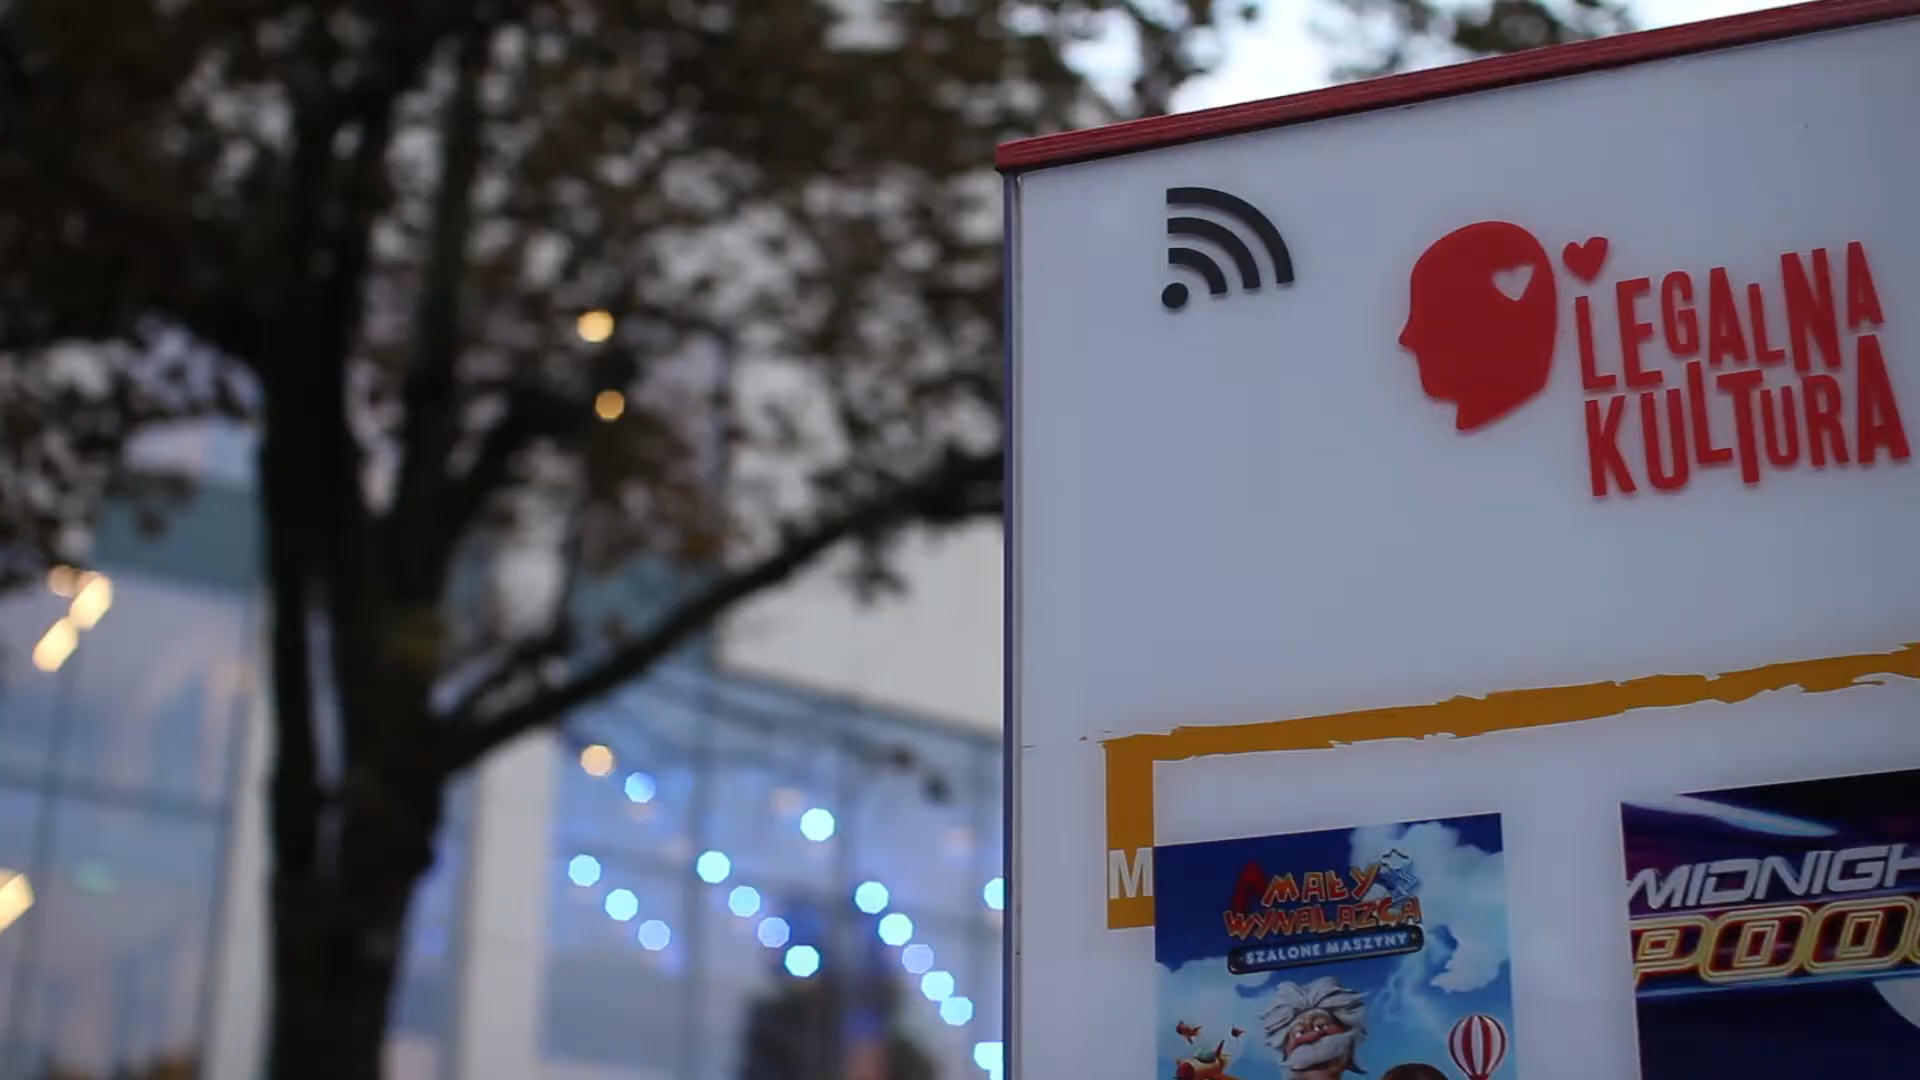 LEGALNA
KULTURA
M
MAŁY
WYNALAZCA
SZALONE MASZYNY
MIDNIGH
POO